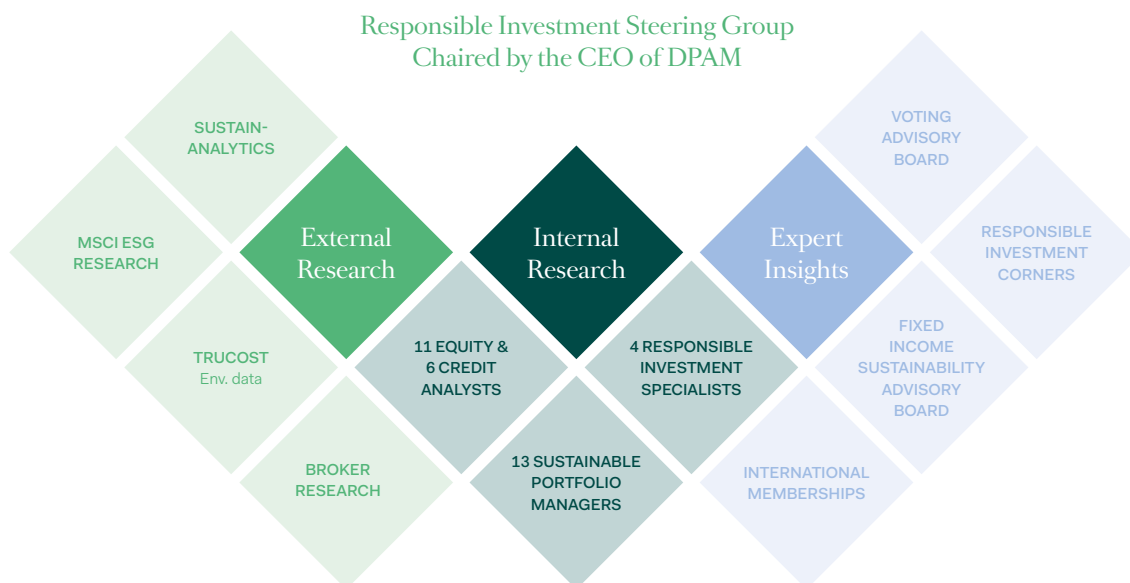 Responsible Investment Steering Group
Chaired by the CEO of DPAM
SUSTAIN-
ANALYTICS
MSCI ESG
RESEARCH
External
Research
TRUCOST
Env. data
BROKER
RESEARCH
Internal
Research
11 EQUITY &
6 CREDIT
ANALYSTS
4 RESPONSIBLE
INVESTMENT
SPECIALISTS
13 SUSTAINABLE
PORTFOLIO
MANAGERS
Expert
Insights
VOTING
ADVISORY
BOARD
RESPONSIBLE
INVESTMENT
CORNERS
FIXED
INCOME
SUSTAINABILITY
ADVISORY
BOARD
INTERNATIONAL
MEMBERSHIPS